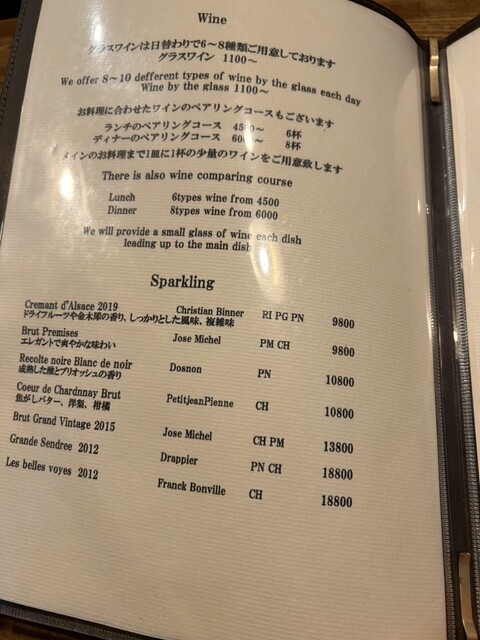 Wine
グラスワインは日替わりで6～8種類ご用意しております
グラスワイン 1100～
We offer 8～10 defferent types of wine by the glass each day
Wine by the glass 1100～
お料理に合わせたワインのペアリングコースもございます
ランチのペアリングコース 4500～ 6杯
ディナーのペアリングコース 6000～ 8杯
メインのお料理まで1皿に1杯の少量のワインをご用意致します
There is also wine comparing course
Lunch 6types wine from 4500
Dinner 8types wine from 6000
We will provide a small glass of wine each dish
leading up to the main dish
Sparkling
Cremant d'Alsace 2019 Christian Binner RI PG PN 9800
ドライフルーツや金木犀の香り、しっかりとした風味、複雑味
Brut Premises Jose Michel PM CH 9800
エレガントで爽やかな味わい
Recolte noire Blanc de noir Dosnon PN 10800
成熟した酸とブリオッシュの香り
Coeur de Chardnnay Brut PetitjeanPienne CH 10800
焦がしバター、洋梨、柑橘
Brut Grand Vintage 2015 Jose Michel CH PM 13800
Grande Sendree 2012 Drappier PN CH 18800
Les belles voyes 2012 Franck Bonville CH 18800